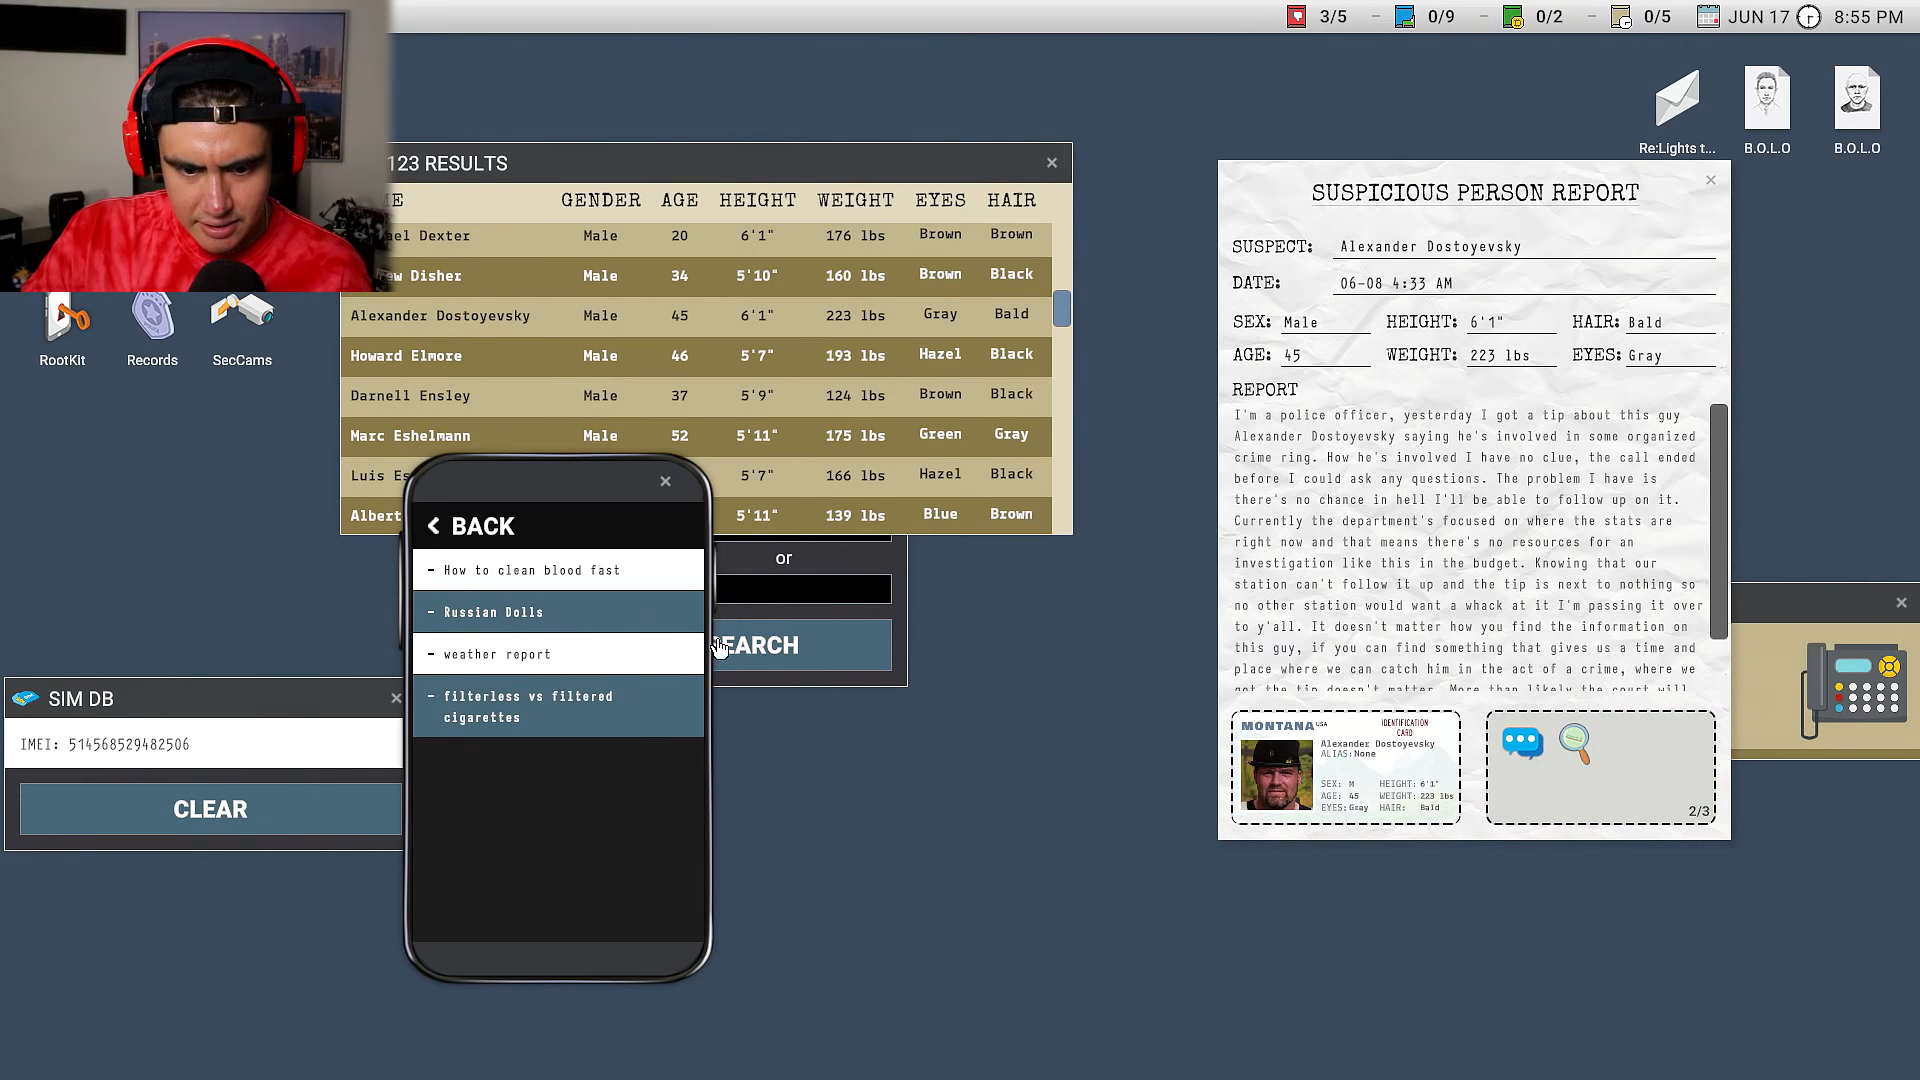 3/5 – 0/9 – 0/2 – 0/5 JUN 17 8:55 PM
Re:Lights t...
B.O.L.O
B.O.L.O
RootKit
Records
SecCams
123 RESULTS
GENDER AGE HEIGHT WEIGHT EYES HAIR
Dexter Male 20 6'1" 176 lbs Brown Brown
Disher Male 34 5'10" 160 lbs Brown Black
Alexander Dostoyevsky Male 45 6'1" 223 lbs Gray Bald
Howard Elmore Male 46 5'7" 193 lbs Hazel Black
Darnell Ensley Male 37 5'9" 124 lbs Brown Black
Marc Eshelmann Male 52 5'11" 175 lbs Green Gray
Luis 5'7" 166 lbs Hazel Black
Albert 5'11" 139 lbs Blue Brown
or
SEARCH
BACK
– How to clean blood fast
– Russian Dolls
– weather report
– filterless vs filtered
cigarettes
SIM DB
IMEI: 514568529482506
CLEAR
SUSPICIOUS PERSON REPORT
SUSPECT: Alexander Dostoyevsky
DATE: 06-08 4:33 AM
SEX: Male HEIGHT: 6'1" HAIR: Bald
AGE: 45 WEIGHT: 223 lbs EYES: Gray
REPORT
I'm a police officer, yesterday I got a tip about this guy
Alexander Dostoyevsky saying he's involved in some organized
crime ring. How he's involved I have no clue, the call ended
before I could ask any questions. The problem I have is
there's no chance in hell I'll be able to follow up on it.
Currently the department's focused on where the stats are
right now and that means there's no resources for an
investigation like this in the budget. Knowing that our
station can't follow it up and the tip is next to nothing so
no other station would want a whack at it I'm passing it over
to y'all. It doesn't matter how you find the information on
this guy, if you can find something that gives us a time and
place where we can catch him in the act of a crime, where we
got the tip doesn't matter. More than likely the court will
MONTANA USA IDENTIFICATION CARD
Alexander Dostoyevsky
ALIAS: None
SEX: M HEIGHT: 6'1"
AGE: 45 WEIGHT: 223 lbs
EYES: Gray HAIR: Bald
2/3